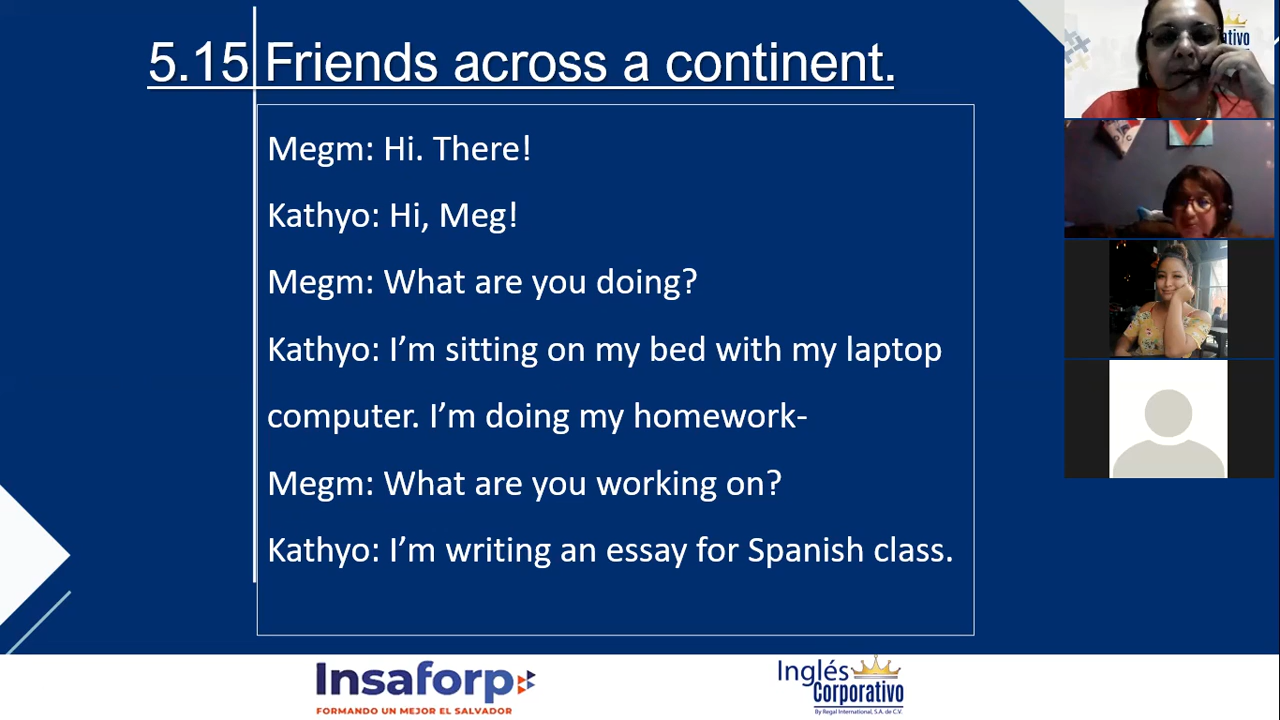 5.15 Friends across a continent.
Megm: Hi. There!
Kathyo: Hi, Meg!
Megm: What are you doing?
Kathyo: I'm sitting on my bed with my laptop
computer. I'm doing my homework-
Megm: What are you working on?
Kathyo: I'm writing an essay for Spanish class.
Insaforp
FORMANDO UN MEJOR EL SALVADOR
Inglés
Corporativo
By Regal International, S.A. de C.V.